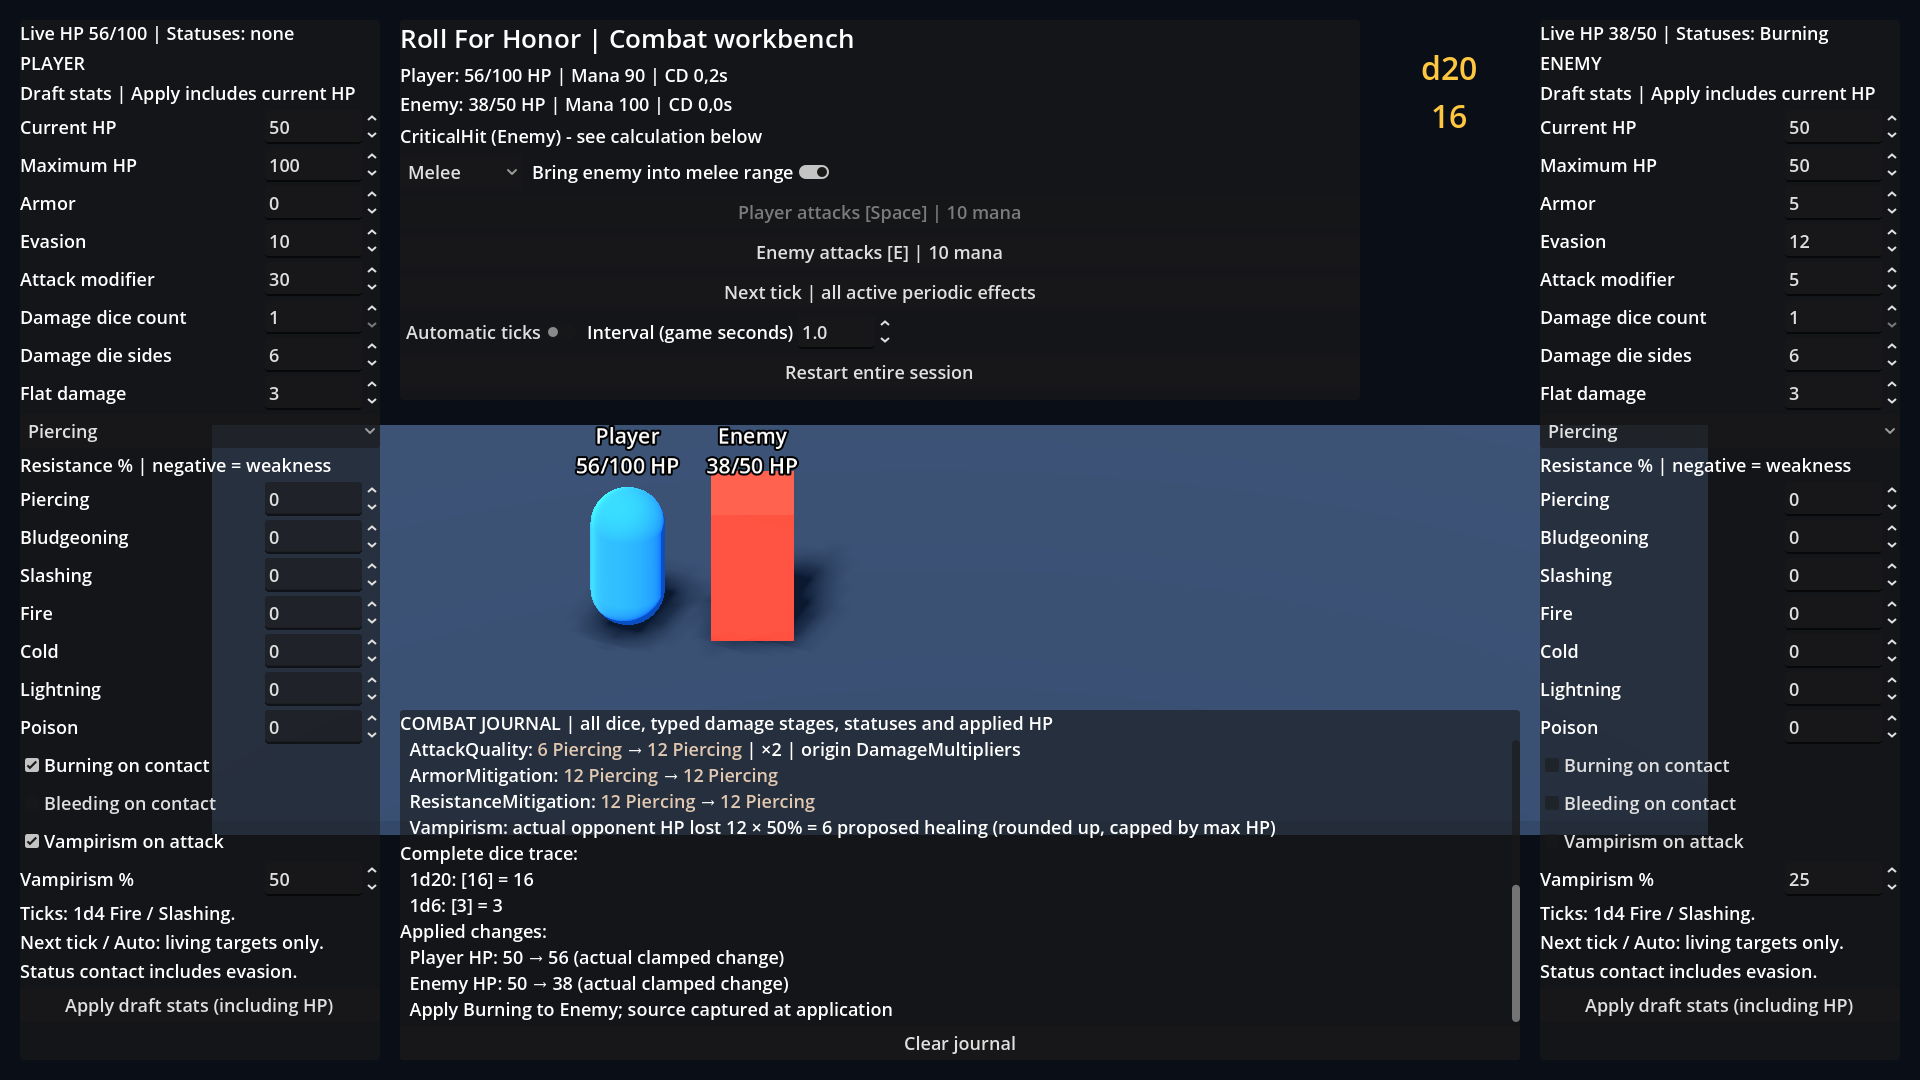 Live HP 56/100 | Statuses: none
PLAYER
Draft stats | Apply includes current HP
Current HP 50
Maximum HP 100
Armor 0
Evasion 10
Attack modifier 30
Damage dice count 1
Damage die sides 6
Flat damage 3
Piercing
Resistance % | negative = weakness
Piercing 0
Bludgeoning 0
Slashing 0
Fire 0
Cold 0
Lightning 0
Poison 0
Burning on contact
Bleeding on contact
Vampirism on attack
Vampirism % 50
Ticks: 1d4 Fire / Slashing.
Next tick / Auto: living targets only.
Status contact includes evasion.
Apply draft stats (including HP)
Roll For Honor | Combat workbench
Player: 56/100 HP | Mana 90 | CD 0,2s
Enemy: 38/50 HP | Mana 100 | CD 0,0s
CriticalHit (Enemy) - see calculation below
Melee Bring enemy into melee range
Player attacks [Space] | 10 mana
Enemy attacks [E] | 10 mana
Next tick | all active periodic effects
Automatic ticks Interval (game seconds) 1.0
Restart entire session
d20
16
Player Enemy
56/100 HP 38/50 HP
COMBAT JOURNAL | all dice, typed damage stages, statuses and applied HP
AttackQuality: 6 Piercing → 12 Piercing | ×2 | origin DamageMultipliers
ArmorMitigation: 12 Piercing → 12 Piercing
ResistanceMitigation: 12 Piercing → 12 Piercing
Vampirism: actual opponent HP lost 12 × 50% = 6 proposed healing (rounded up, capped by max HP)
Complete dice trace:
1d20: [16] = 16
1d6: [3] = 3
Applied changes:
Player HP: 50 → 56 (actual clamped change)
Enemy HP: 50 → 38 (actual clamped change)
Apply Burning to Enemy; source captured at application
Clear journal
Live HP 38/50 | Statuses: Burning
ENEMY
Draft stats | Apply includes current HP
Current HP 50
Maximum HP 50
Armor 5
Evasion 12
Attack modifier 5
Damage dice count 1
Damage die sides 6
Flat damage 3
Piercing
Resistance % | negative = weakness
Piercing 0
Bludgeoning 0
Slashing 0
Fire 0
Cold 0
Lightning 0
Poison 0
Burning on contact
Bleeding on contact
Vampirism on attack
Vampirism % 25
Ticks: 1d4 Fire / Slashing.
Next tick / Auto: living targets only.
Status contact includes evasion.
Apply draft stats (including HP)